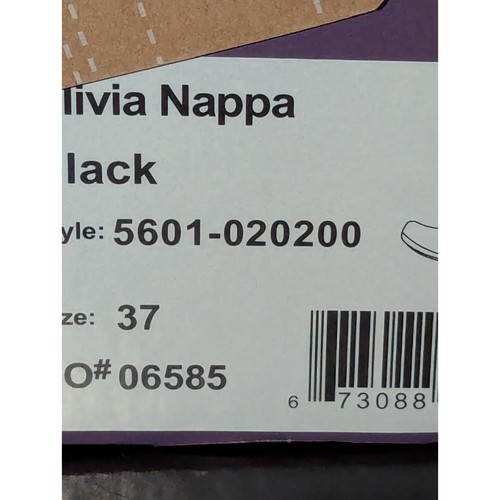 livia Nappa
lack
yle: 5601-020200
ze: 37
O# 06585
6 73088